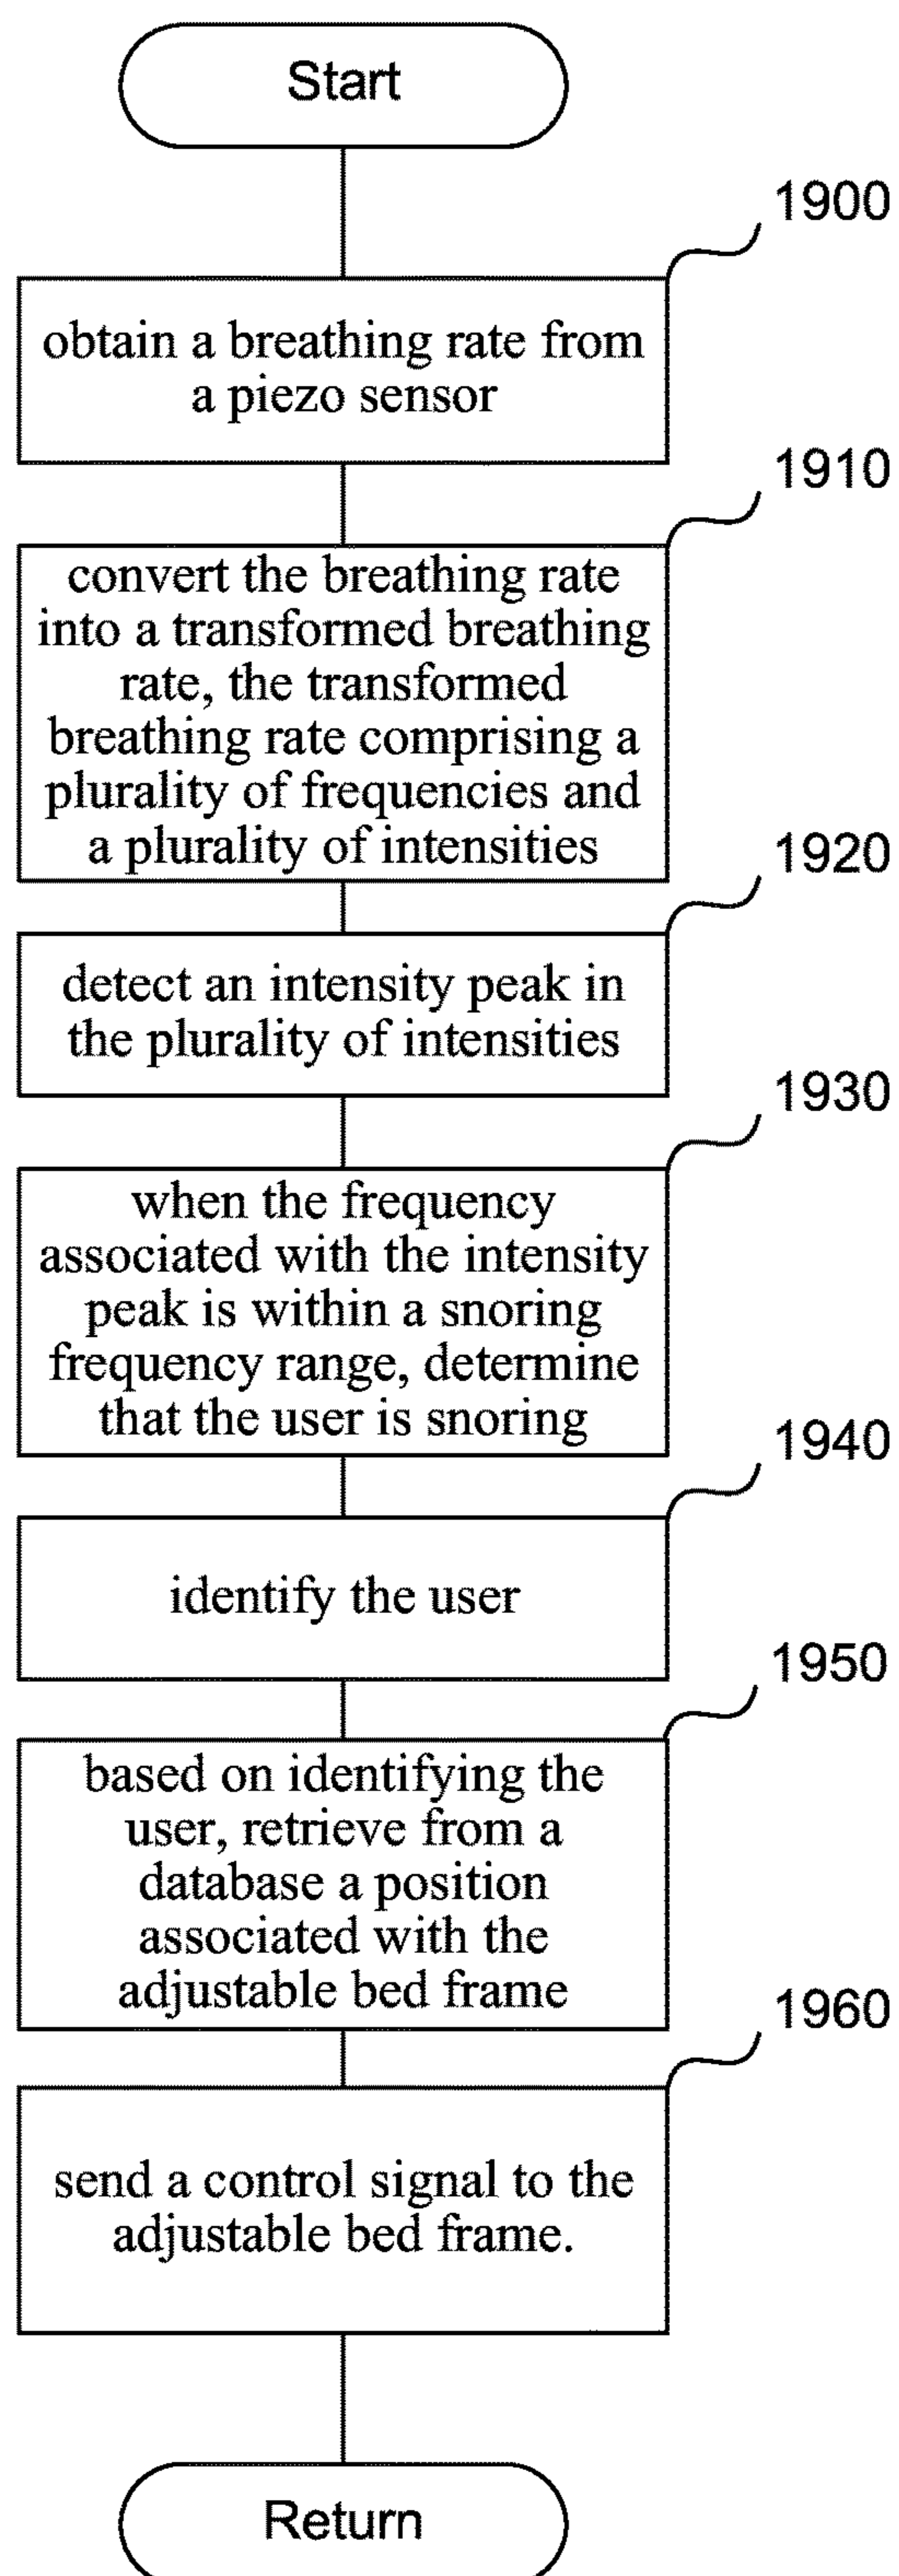 Start
1900
obtain a breathing rate from
a piezo sensor
1910
convert the breathing rate
into a transformed breathing
rate, the transformed
breathing rate comprising a
plurality of frequencies and
a plurality of intensities
1920
detect an intensity peak in
the plurality of intensities
1930
when the frequency
associated with the intensity
peak is within a snoring
frequency range, determine
that the user is snoring
1940
identify the user
1950
based on identifying the
user, retrieve from a
database a position
associated with the
adjustable bed frame
1960
send a control signal to the
adjustable bed frame.
Return